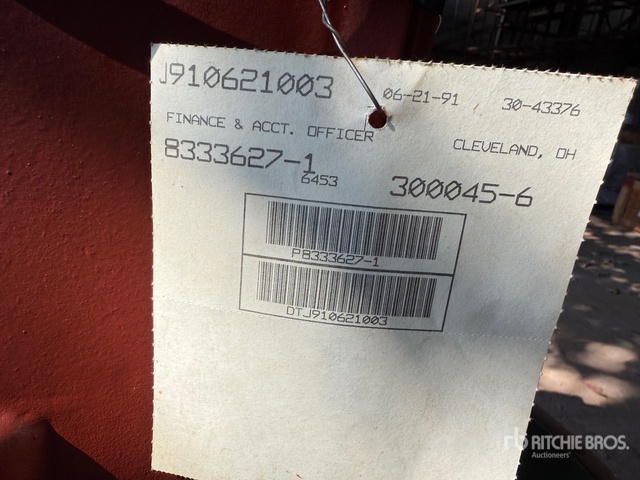 J910621003 06-21-91 30-43376
FINANCE & ACCT. OFFICER CLEVELAND, OH
8333627-1 6453 300045-6
P8333627-1
DTJ910621003
rb RITCHIE BROS.
Auctioneers